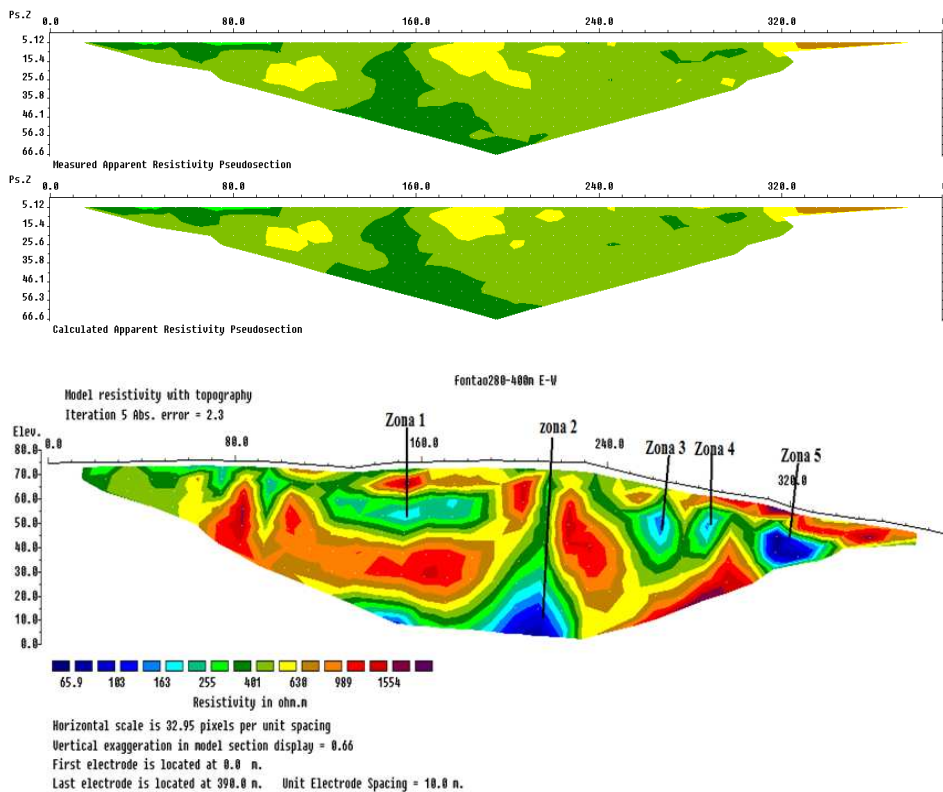 Ps.Z 0.0 80.0 160.0 240.0 320.0
5.12
15.4
25.6
35.8
46.1
56.3
66.6
Measured Apparent Resistivity Pseudosection
Ps.Z 0.0 80.0 160.0 240.0 320.0
5.12
15.4
25.6
35.8
46.1
56.3
66.6
Calculated Apparent Resistivity Pseudosection
Fontao280-400m E-W
Model resistivity with topography
Iteration 5 Abs. error = 2.3
Zona 1
zona 2
Zona 3
Zona 4
Zona 5
Elev.
0.0 80.0 160.0 240.0 320.0
80.0
70.0
60.0
50.0
40.0
30.0
20.0
10.0
0.0
65.9 103 163 255 401 630 989 1554
Resistivity in ohm.m
Horizontal scale is 32.95 pixels per unit spacing
Vertical exaggeration in model section display = 0.66
First electrode is located at 0.0 m.
Last electrode is located at 390.0 m. Unit Electrode Spacing = 10.0 m.